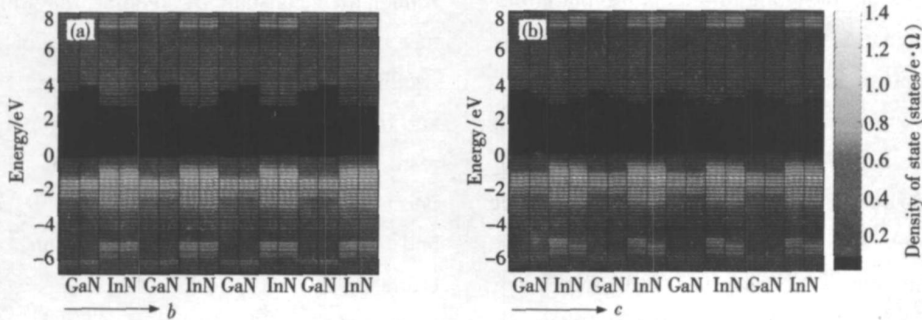 (a)
8
6
4
2
0
−2
−4
−6
Energy/eV
GaN InN GaN InN GaN InN GaN InN
b
(b)
8
6
4
2
0
−2
−4
−6
Energy/eV
GaN InN GaN InN GaN InN GaN InN
c
1.4
1.2
1.0
0.8
0.6
0.4
0.2
Density of state (states/e·Ω)